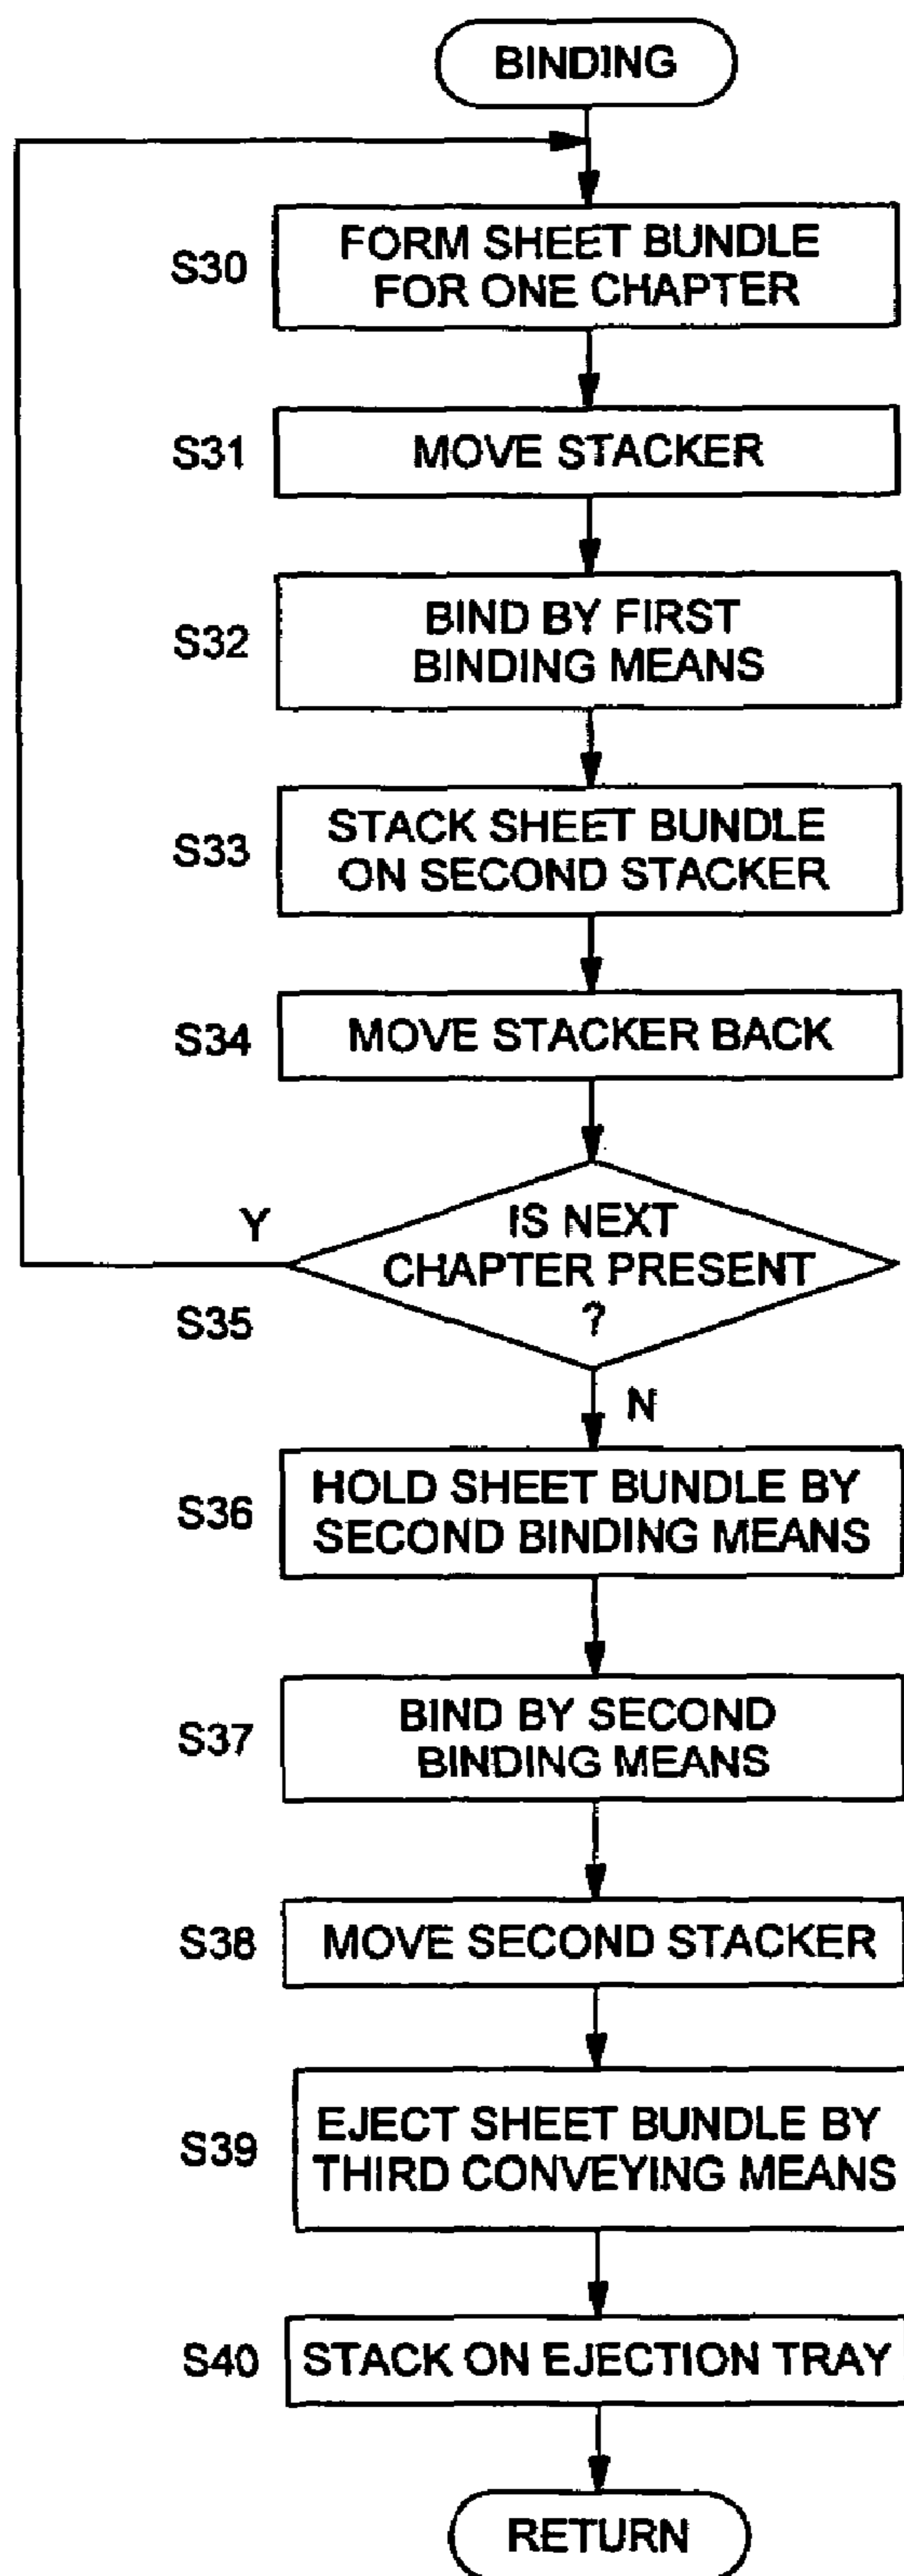 BINDING
S30
FORM SHEET BUNDLE
FOR ONE CHAPTER
S31
MOVE STACKER
S32
BIND BY FIRST
BINDING MEANS
S33
STACK SHEET BUNDLE
ON SECOND STACKER
S34
MOVE STACKER BACK
Y
IS NEXT
CHAPTER PRESENT
?
S35
N
S36
HOLD SHEET BUNDLE BY
SECOND BINDING MEANS
S37
BIND BY SECOND
BINDING MEANS
S38
MOVE SECOND STACKER
S39
EJECT SHEET BUNDLE BY
THIRD CONVEYING MEANS
S40
STACK ON EJECTION TRAY
RETURN